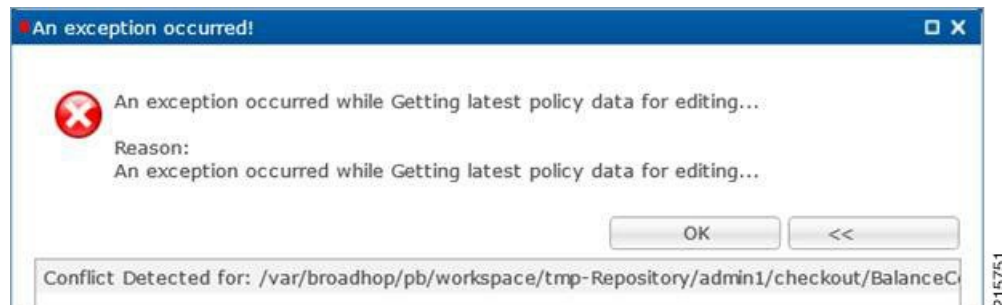 An exception occurred!
An exception occurred while Getting latest policy data for editing...
Reason:
An exception occurred while Getting latest policy data for editing...
OK
<<
Conflict Detected for: /var/broadhop/pb/workspace/tmp-Repository/admin1/checkout/BalanceC